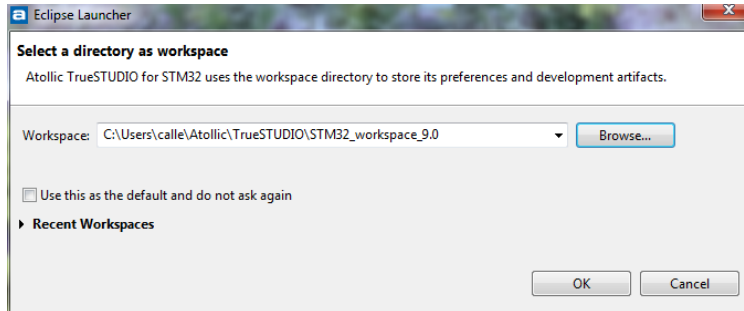 a Eclipse Launcher
X
Select a directory as workspace
Atollic TrueSTUDIO for STM32 uses the workspace directory to store its preferences and development artifacts.
Workspace: C:\Users\calle\Atollic\TrueSTUDIO\STM32_workspace_9.0 Browse...
Use this as the default and do not ask again
Recent Workspaces
OK Cancel